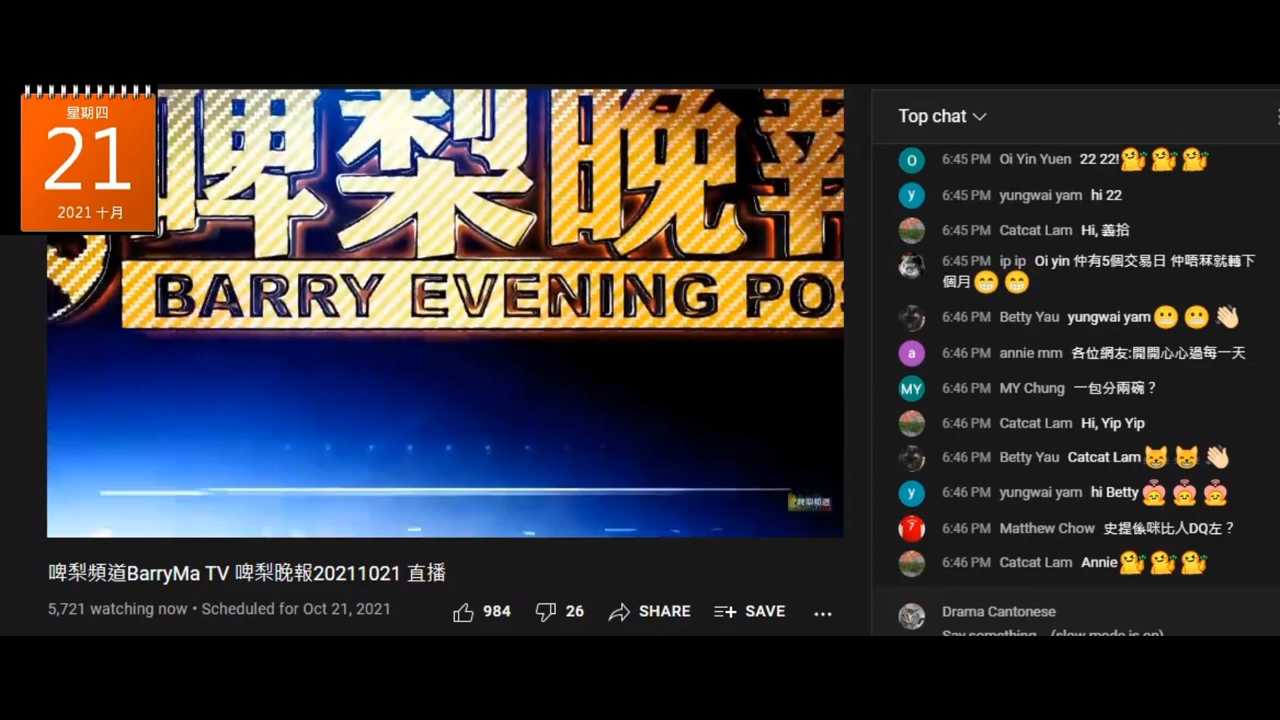 星期四
21
2021 十月
啤梨晚報
BARRY EVENING POS
啤梨頻道
啤梨頻道BarryMa TV 啤梨晚報20211021 直播
5,721 watching now • Scheduled for Oct 21, 2021
984
26
SHARE
SAVE
Top chat
O
6:45 PM Oi Yin Yuen 22 22!
y
6:45 PM yungwai yam hi 22
6:45 PM Catcat Lam Hi, 義拾
6:45 PM ip ip Oi yin 仲有5個交易日 仲唔冧就轉下
個月
6:46 PM Betty Yau yungwai yam
a
6:46 PM annie mm 各位網友:開開心心過每一天
MY
6:46 PM MY Chung 一包分兩碗？
6:46 PM Catcat Lam Hi, Yip Yip
6:46 PM Betty Yau Catcat Lam
y
6:46 PM yungwai yam hi Betty
7
6:46 PM Matthew Chow 史提係咪比人DQ左？
6:46 PM Catcat Lam Annie
Drama Cantonese
Say something... (slow mode is on)